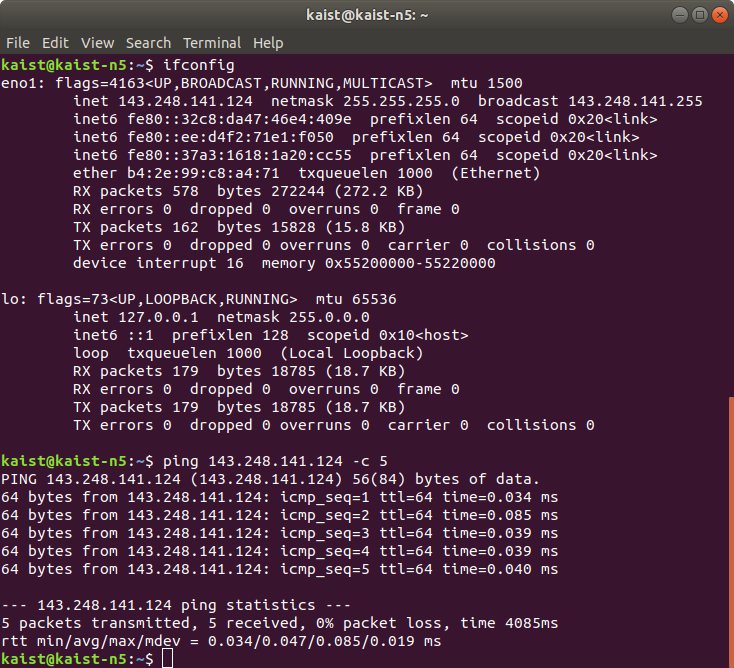 kaist@kaist-n5: ~
File Edit View Search Terminal Help
kaist@kaist-n5:~$ ifconfig
eno1: flags=4163<UP,BROADCAST,RUNNING,MULTICAST>  mtu 1500
        inet 143.248.141.124  netmask 255.255.255.0  broadcast 143.248.141.255
        inet6 fe80::32c8:da47:46e4:409e  prefixlen 64  scopeid 0x20<link>
        inet6 fe80::ee:d4f2:71e1:f050  prefixlen 64  scopeid 0x20<link>
        inet6 fe80::37a3:1618:1a20:cc55  prefixlen 64  scopeid 0x20<link>
        ether b4:2e:99:c8:a4:71  txqueuelen 1000  (Ethernet)
        RX packets 578  bytes 272244 (272.2 KB)
        RX errors 0  dropped 0  overruns 0  frame 0
        TX packets 162  bytes 15828 (15.8 KB)
        TX errors 0  dropped 0 overruns 0  carrier 0  collisions 0
        device interrupt 16  memory 0x55200000-55220000
lo: flags=73<UP,LOOPBACK,RUNNING>  mtu 65536
        inet 127.0.0.1  netmask 255.0.0.0
        inet6 ::1  prefixlen 128  scopeid 0x10<host>
        loop  txqueuelen 1000  (Local Loopback)
        RX packets 179  bytes 18785 (18.7 KB)
        RX errors 0  dropped 0  overruns 0  frame 0
        TX packets 179  bytes 18785 (18.7 KB)
        TX errors 0  dropped 0 overruns 0  carrier 0  collisions 0
kaist@kaist-n5:~$ ping 143.248.141.124 -c 5
PING 143.248.141.124 (143.248.141.124) 56(84) bytes of data.
64 bytes from 143.248.141.124: icmp_seq=1 ttl=64 time=0.034 ms
64 bytes from 143.248.141.124: icmp_seq=2 ttl=64 time=0.085 ms
64 bytes from 143.248.141.124: icmp_seq=3 ttl=64 time=0.039 ms
64 bytes from 143.248.141.124: icmp_seq=4 ttl=64 time=0.039 ms
64 bytes from 143.248.141.124: icmp_seq=5 ttl=64 time=0.040 ms
--- 143.248.141.124 ping statistics ---
5 packets transmitted, 5 received, 0% packet loss, time 4085ms
rtt min/avg/max/mdev = 0.034/0.047/0.085/0.019 ms
kaist@kaist-n5:~$